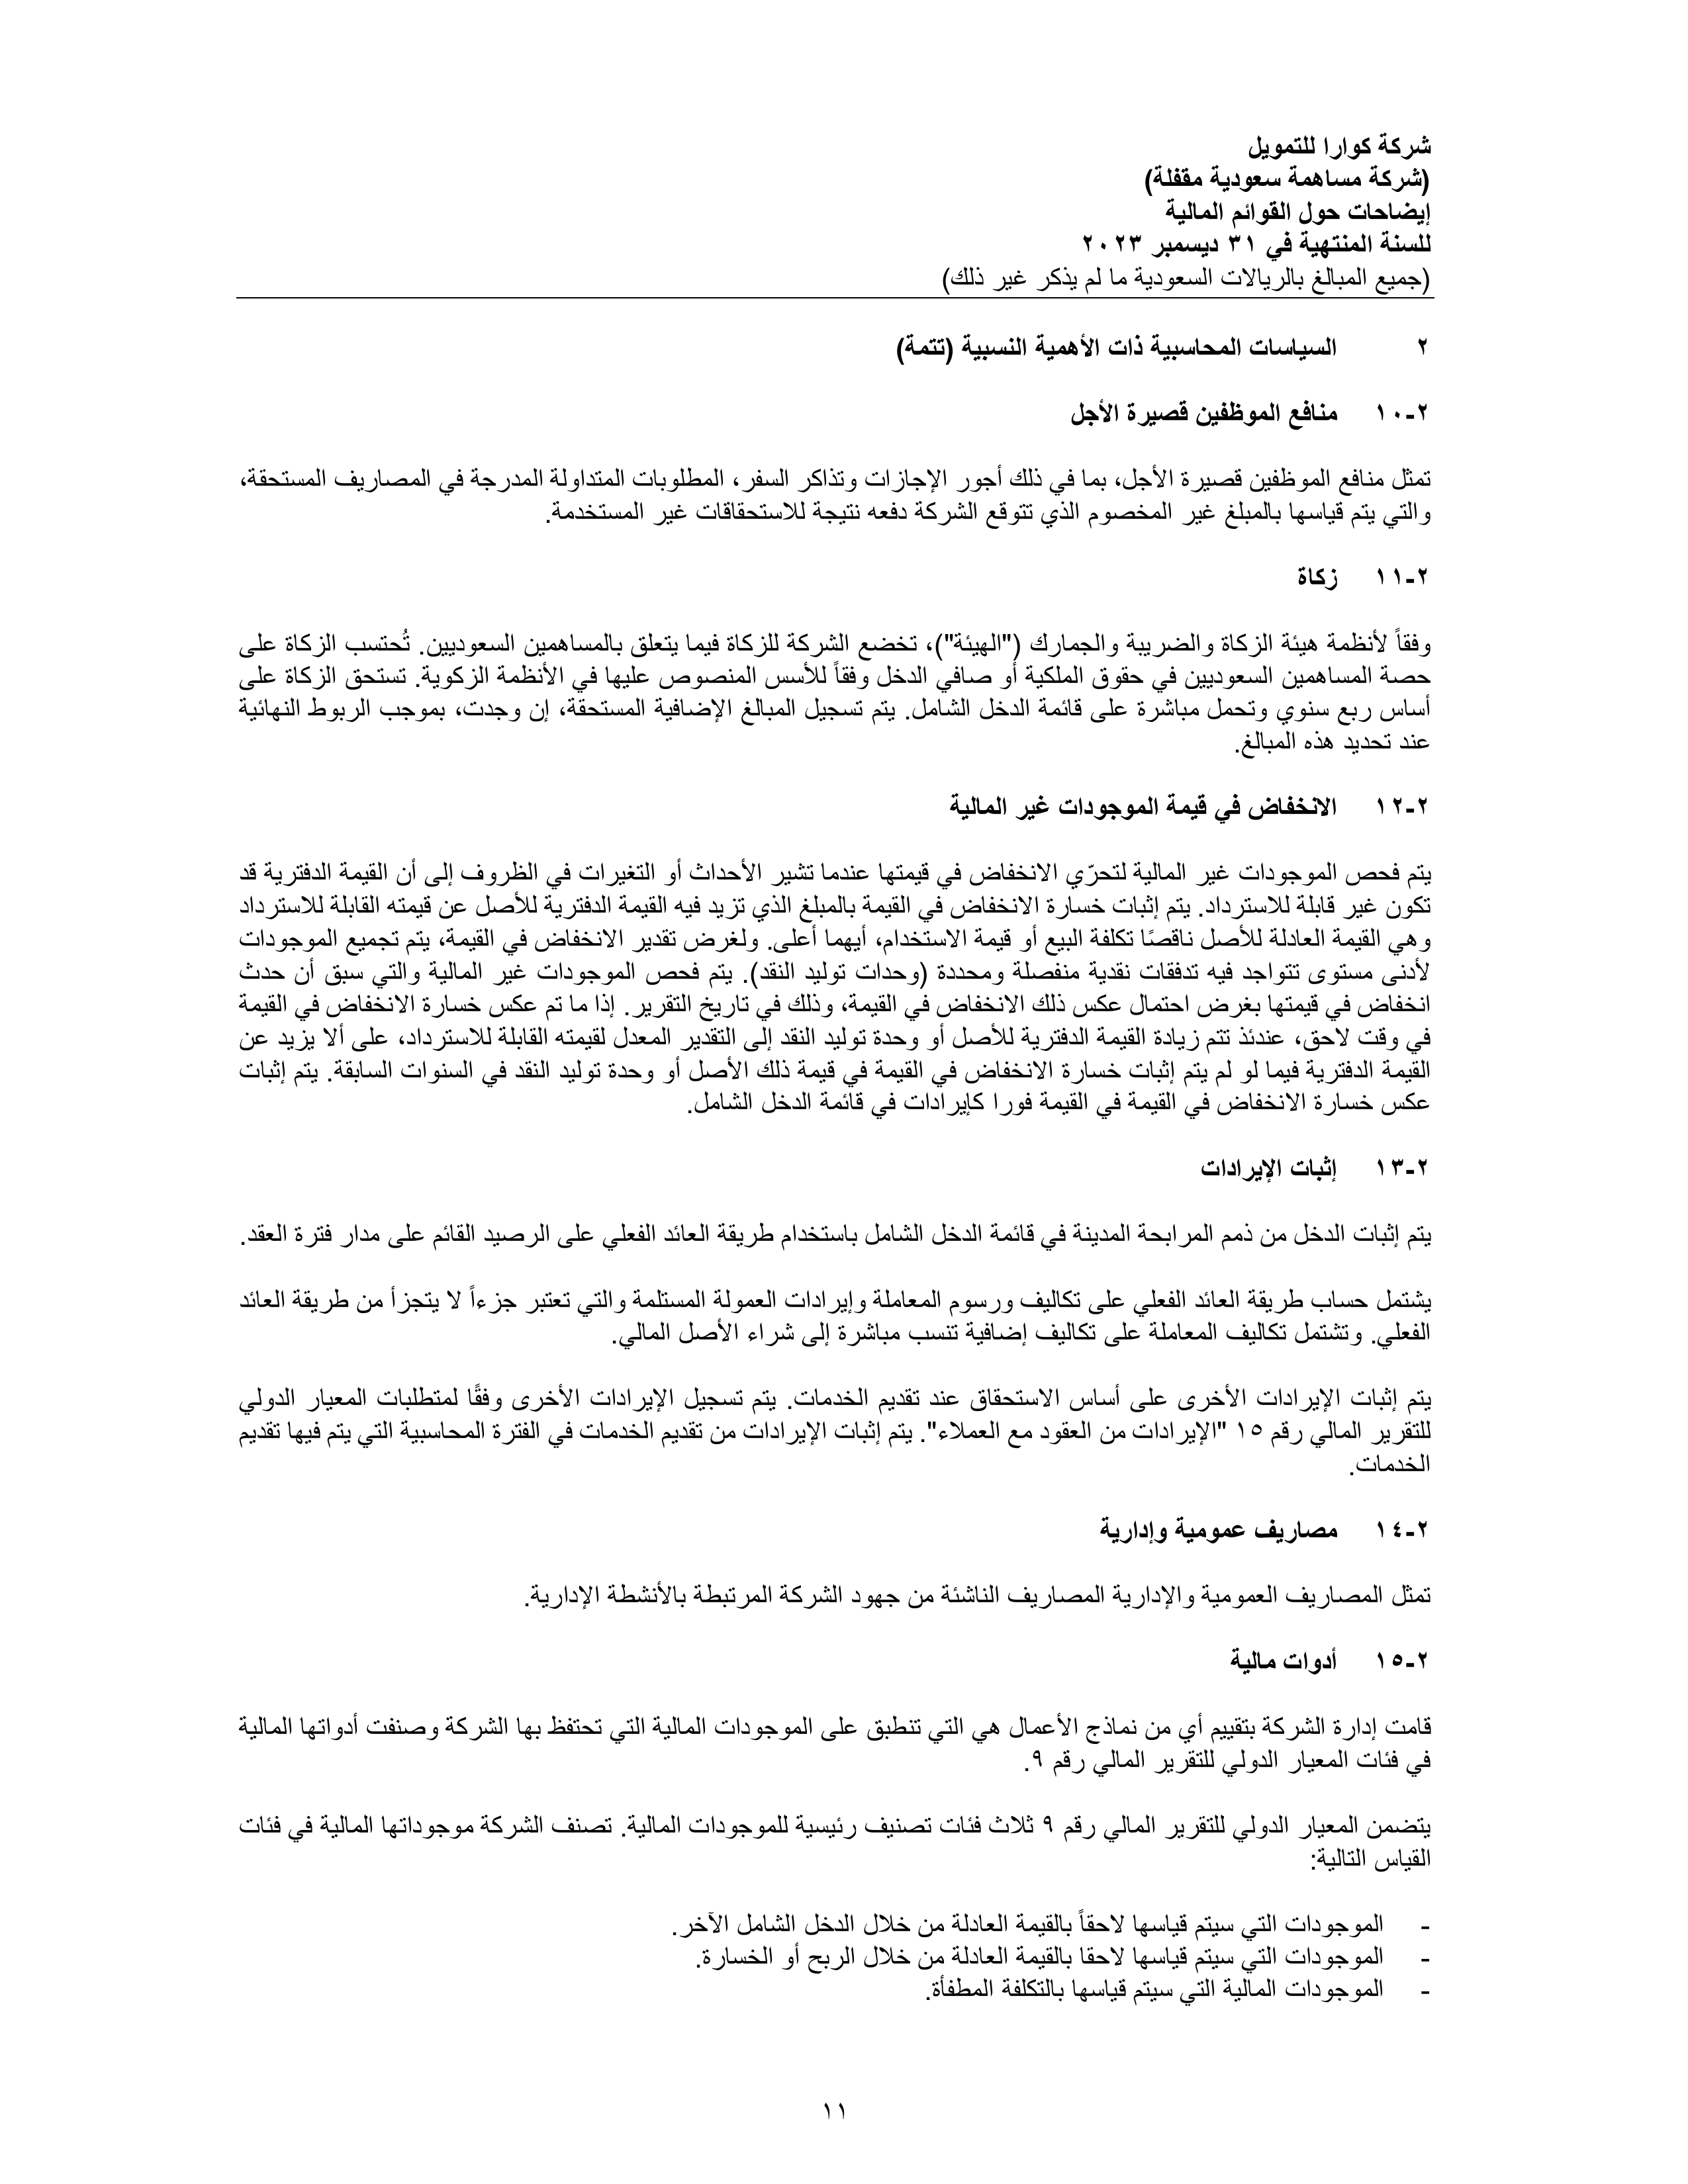 شركة كوارا للتمويل
(شركة مساهمة سعودية مقفلة)
إيضاحات حول القوائم المالية
للسنة المنتهية في ٣١ ديسمبر ٢٠٢٣
(جميع المبالغ بالريالات السعودية ما لم يذكر غير ذلك)
٢ السياسات المحاسبية ذات الأهمية النسبية (تتمة)
٢-١٠ منافع الموظفين قصيرة الأجل
تمثل منافع الموظفين قصيرة الأجل، بما في ذلك أجور الإجازات وتذاكر السفر، المطلوبات المتداولة المدرجة في المصاريف المستحقة،
والتي يتم قياسها بالمبلغ غير المخصوم الذي تتوقع الشركة دفعه نتيجة للاستحقاقات غير المستخدمة.
٢-١١ زكاة
وفقاً لأنظمة هيئة الزكاة والضريبة والجمارك ("الهيئة")، تخضع الشركة للزكاة فيما يتعلق بالمساهمين السعوديين. تُحتسب الزكاة على
حصة المساهمين السعوديين في حقوق الملكية أو صافي الدخل وفقاً للأسس المنصوص عليها في الأنظمة الزكوية. تستحق الزكاة على
أساس ربع سنوي وتحمل مباشرة على قائمة الدخل الشامل. يتم تسجيل المبالغ الإضافية المستحقة، إن وجدت، بموجب الربوط النهائية
عند تحديد هذه المبالغ.
٢-١٢ الانخفاض في قيمة الموجودات غير المالية
يتم فحص الموجودات غير المالية لتحرّي الانخفاض في قيمتها عندما تشير الأحداث أو التغيرات في الظروف إلى أن القيمة الدفترية قد
تكون غير قابلة للاسترداد. يتم إثبات خسارة الانخفاض في القيمة بالمبلغ الذي تزيد فيه القيمة الدفترية للأصل عن قيمته القابلة للاسترداد
وهي القيمة العادلة للأصل ناقصًا تكلفة البيع أو قيمة الاستخدام، أيهما أعلى. ولغرض تقدير الانخفاض في القيمة، يتم تجميع الموجودات
لأدنى مستوى تتواجد فيه تدفقات نقدية منفصلة ومحددة (وحدات توليد النقد). يتم فحص الموجودات غير المالية والتي سبق أن حدث
انخفاض في قيمتها بغرض احتمال عكس ذلك الانخفاض في القيمة، وذلك في تاريخ التقرير. إذا ما تم عكس خسارة الانخفاض في القيمة
في وقت لاحق، عندئذ تتم زيادة القيمة الدفترية للأصل أو وحدة توليد النقد إلى التقدير المعدل لقيمته القابلة للاسترداد، على ألا يزيد عن
القيمة الدفترية فيما لو لم يتم إثبات خسارة الانخفاض في القيمة في قيمة ذلك الأصل أو وحدة توليد النقد في السنوات السابقة. يتم إثبات
عكس خسارة الانخفاض في القيمة في القيمة فورا كإيرادات في قائمة الدخل الشامل.
٢-١٣ إثبات الإيرادات
يتم إثبات الدخل من ذمم المرابحة المدينة في قائمة الدخل الشامل باستخدام طريقة العائد الفعلي على الرصيد القائم على مدار فترة العقد.
يشتمل حساب طريقة العائد الفعلي على تكاليف ورسوم المعاملة وإيرادات العمولة المستلمة والتي تعتبر جزءاً لا يتجزأ من طريقة العائد
الفعلي. وتشتمل تكاليف المعاملة على تكاليف إضافية تنسب مباشرة إلى شراء الأصل المالي.
يتم إثبات الإيرادات الأخرى على أساس الاستحقاق عند تقديم الخدمات. يتم تسجيل الإيرادات الأخرى وفقًا لمتطلبات المعيار الدولي
للتقرير المالي رقم ١٥ "الإيرادات من العقود مع العملاء". يتم إثبات الإيرادات من تقديم الخدمات في الفترة المحاسبية التي يتم فيها تقديم
الخدمات.
٢-١٤ مصاريف عمومية وإدارية
تمثل المصاريف العمومية والإدارية المصاريف الناشئة من جهود الشركة المرتبطة بالأنشطة الإدارية.
٢-١٥ أدوات مالية
قامت إدارة الشركة بتقييم أي من نماذج الأعمال هي التي تنطبق على الموجودات المالية التي تحتفظ بها الشركة وصنفت أدواتها المالية
في فئات المعيار الدولي للتقرير المالي رقم ٩.
يتضمن المعيار الدولي للتقرير المالي رقم ٩ ثلاث فئات تصنيف رئيسية للموجودات المالية. تصنف الشركة موجوداتها المالية في فئات
القياس التالية:
- الموجودات التي سيتم قياسها لاحقاً بالقيمة العادلة من خلال الدخل الشامل الآخر.
- الموجودات التي سيتم قياسها لاحقا بالقيمة العادلة من خلال الربح أو الخسارة.
- الموجودات المالية التي سيتم قياسها بالتكلفة المطفأة.
١١